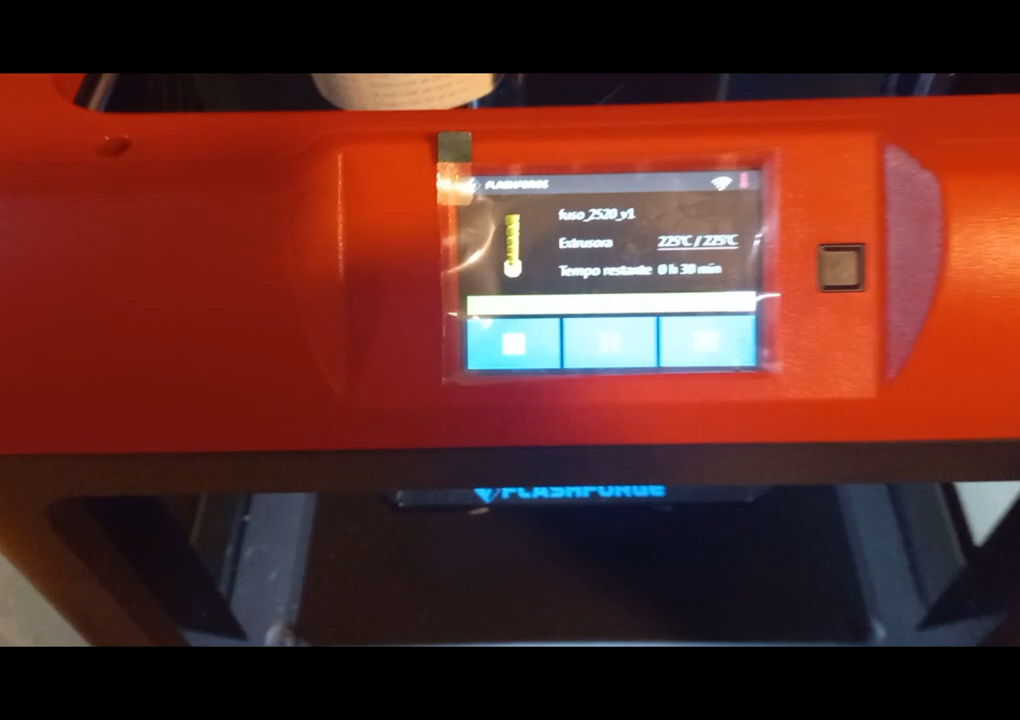 FLASHFORGE
fuso_2520_v1
Extrusora 225℃ / 225℃
Tempo restante 0 h 30 min
FLASHFORGE